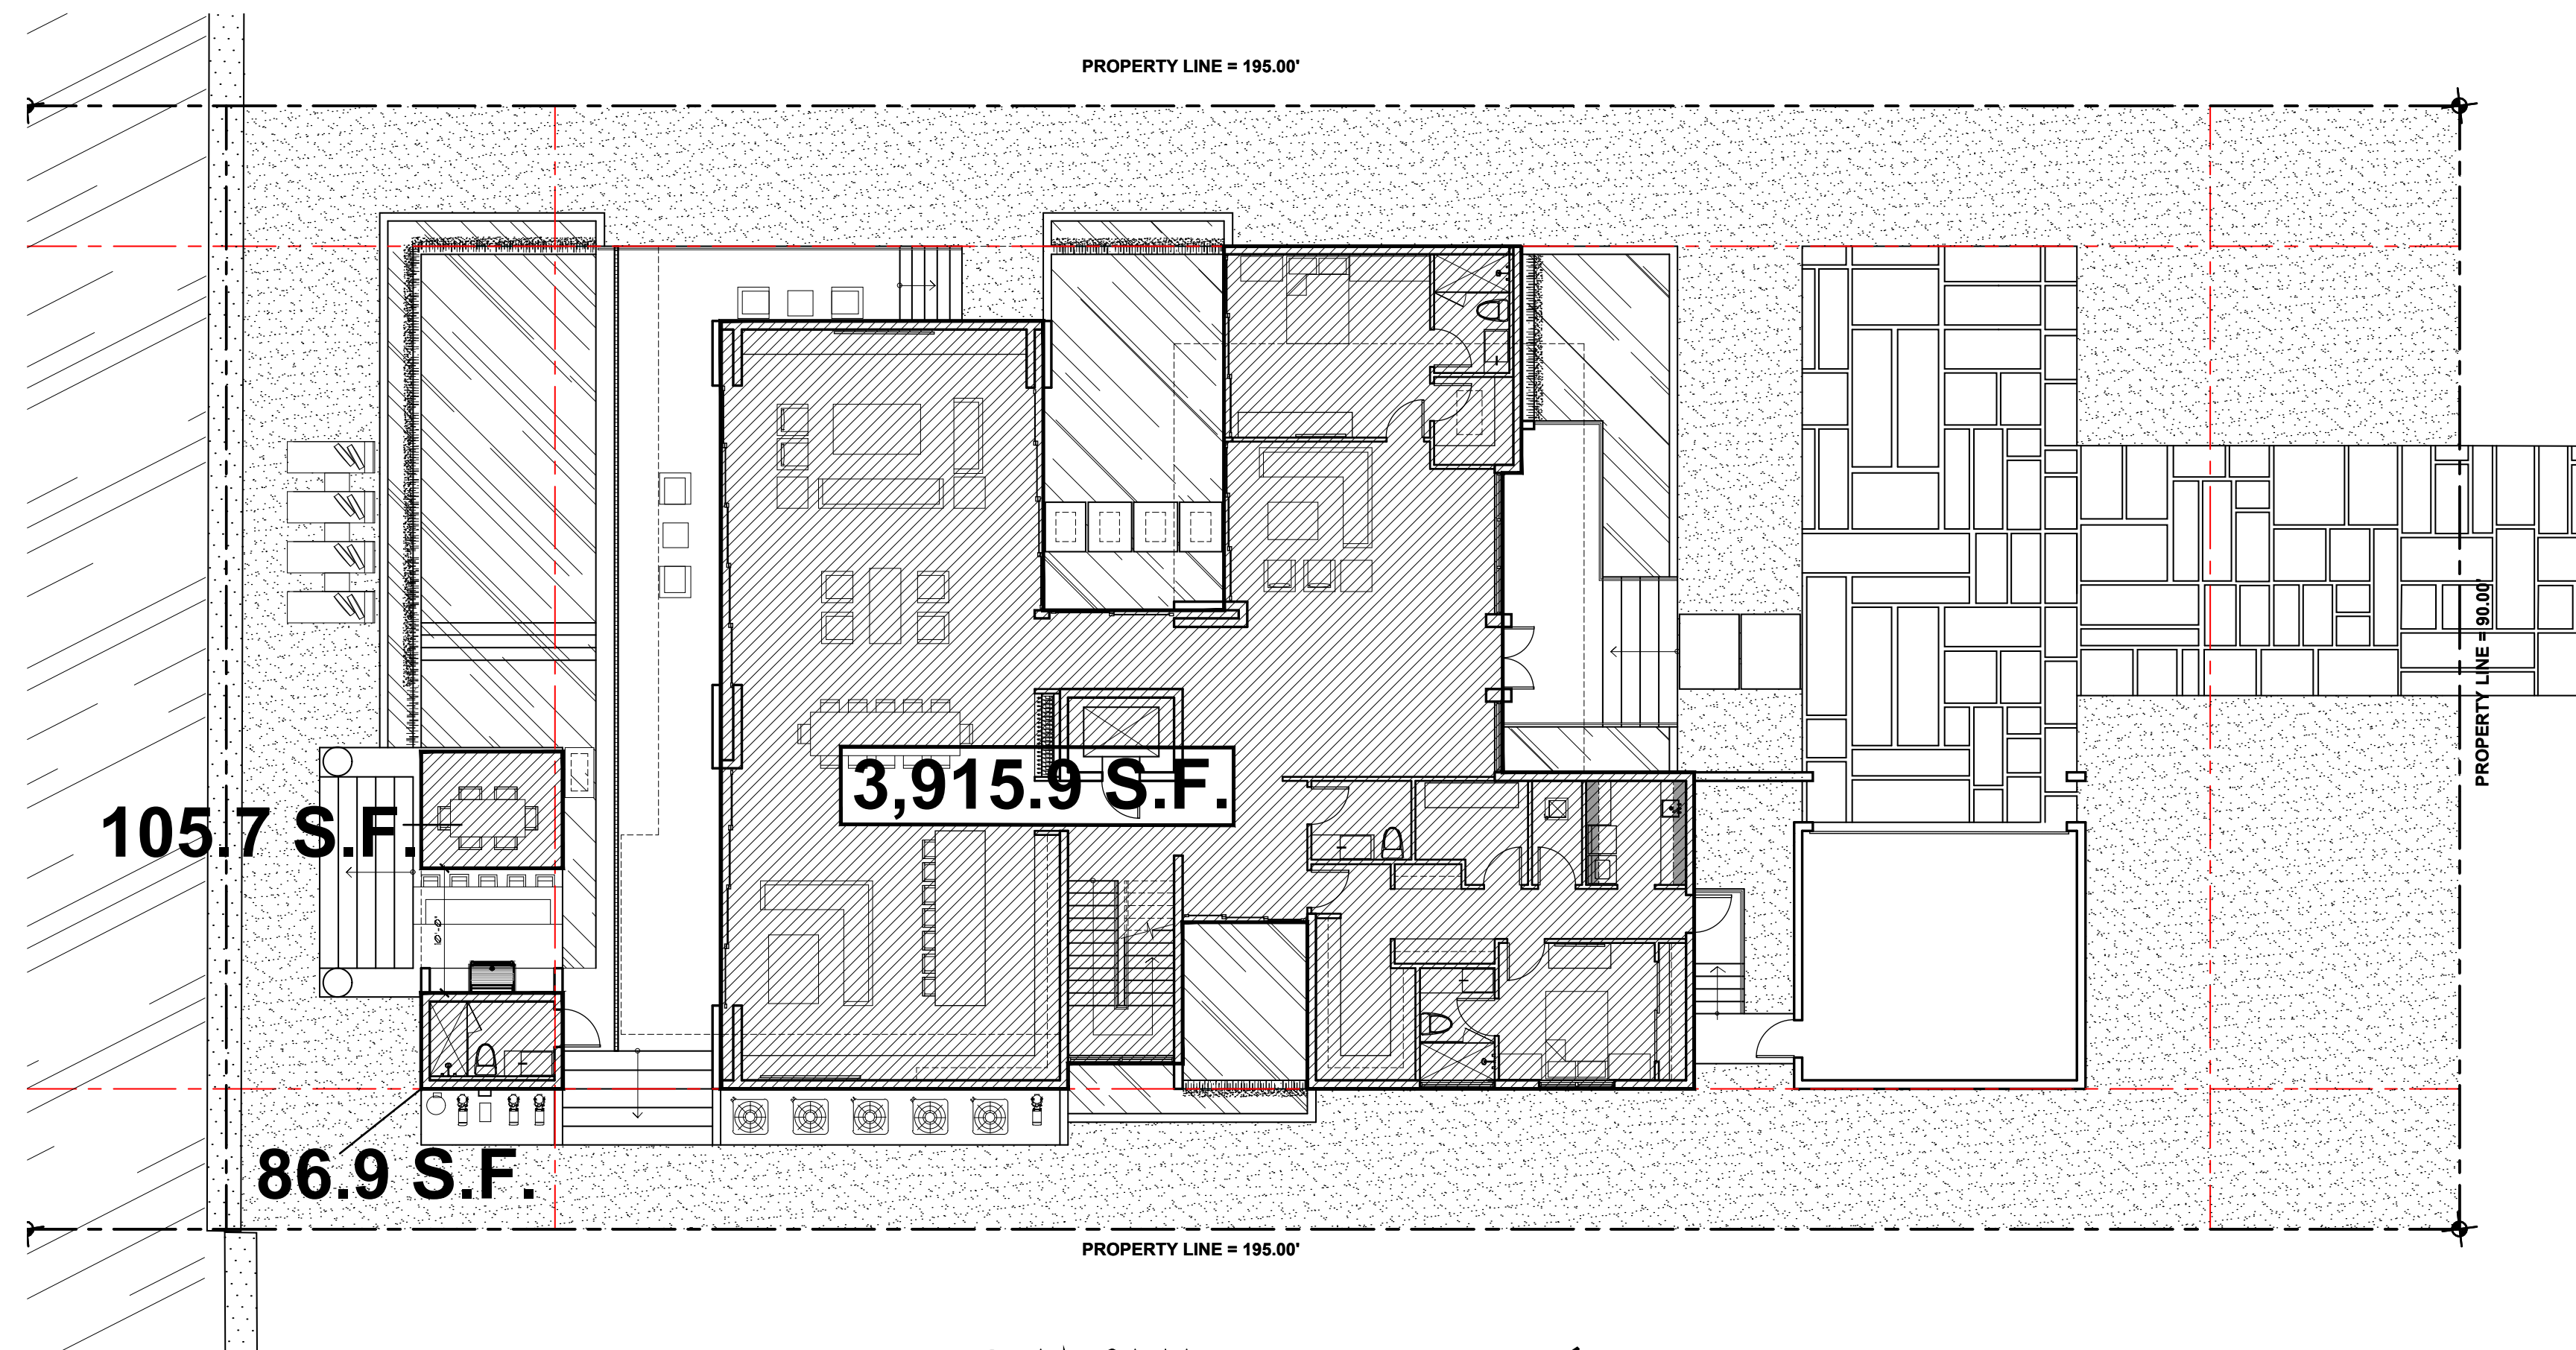 PROPERTY LINE = 195.00'
PROPERTY LINE = 90.00'
3,915.9 S.F.
105.7 S.F.
86.9 S.F.
PROPERTY LINE = 195.00'